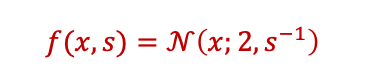 f(x, s) = 𝒩(x; 2, s⁻¹)